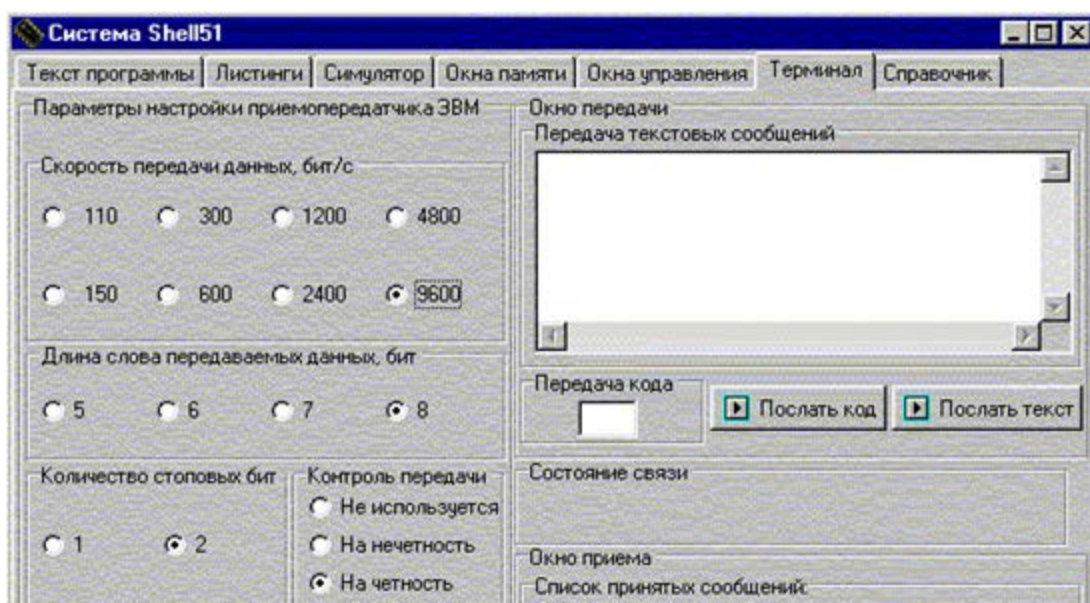 Система Shell51
Текст программы Листинги Симулятор Окна памяти Окна управления Терминал Справочник
Параметры настройки приемопередатчика ЭВМ
Скорость передачи данных, бит/с
110 300 1200 4800
150 600 2400 9600
Длина слова передаваемых данных, бит
5 6 7 8
Количество стоповых бит
1 2
Контроль передачи
Не используется
На нечетность
На четность
Окно передачи
Передача текстовых сообщений
Передача кода
Послать код Послать текст
Состояние связи
Окно приема
Список принятых сообщений: